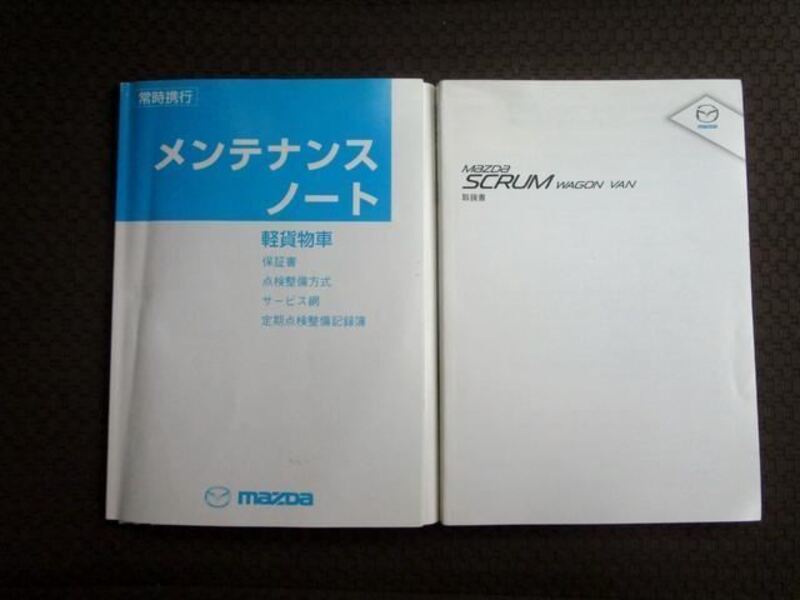 常時携行
メンテナンス
ノート
軽貨物車
保証書
点検整備方式
サービス網
定期点検整備記録簿
mazDa
mazDa
MAZDA
SCRUM WAGON VAN
取扱書